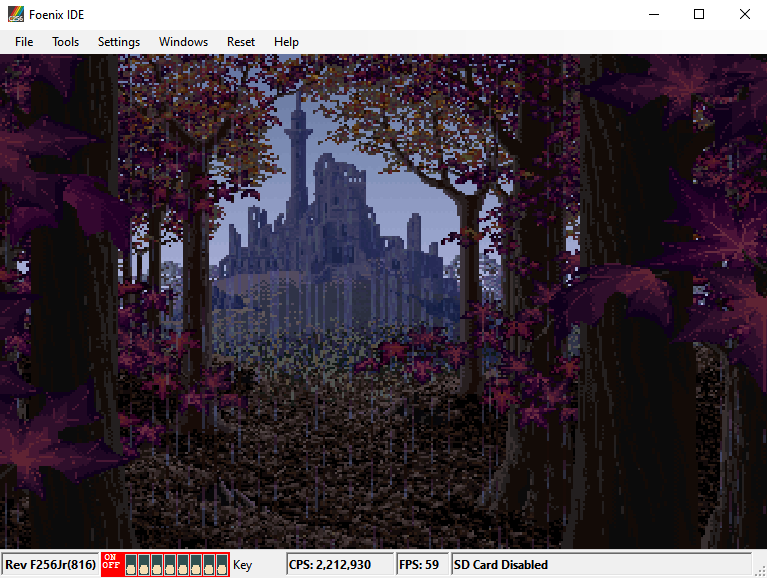 Foenix IDE
File Tools Settings Windows Reset Help
Rev F256Jr(816) ON OFF Key CPS: 2,212,930 FPS: 59 SD Card Disabled